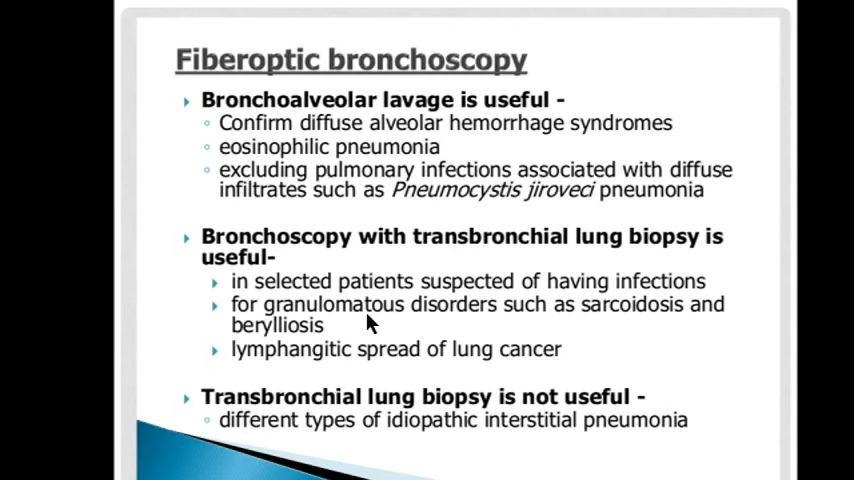 Fiberoptic bronchoscopy
Bronchoalveolar lavage is useful -
Confirm diffuse alveolar hemorrhage syndromes
eosinophilic pneumonia
excluding pulmonary infections associated with diffuse
infiltrates such as Pneumocystis jiroveci pneumonia
Bronchoscopy with transbronchial lung biopsy is
useful-
in selected patients suspected of having infections
for granulomatous disorders such as sarcoidosis and
berylliosis
lymphangitic spread of lung cancer
Transbronchial lung biopsy is not useful -
different types of idiopathic interstitial pneumonia